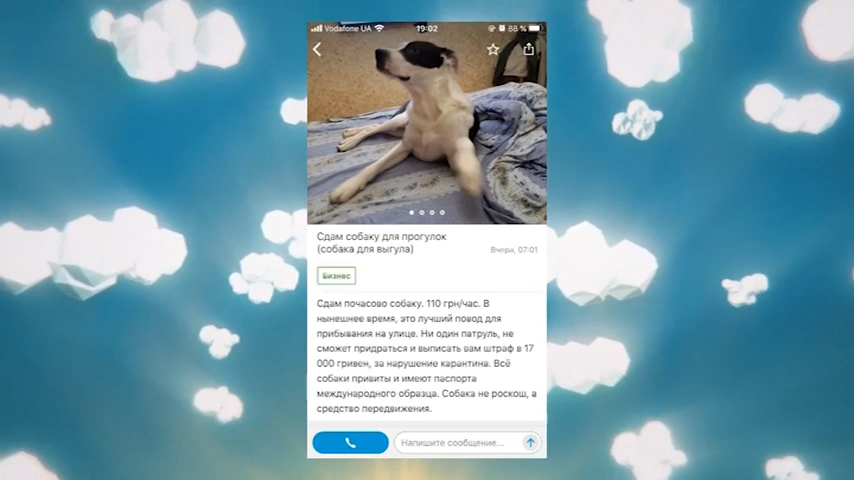 Vodafone UA
19:02
88 %
Сдам собаку для прогулок
(собака для выгула)
Вчера, 07:01
Бизнес
Сдам почасово собаку. 110 грн/час. В
нынешнее время, это лучший повод для
прибывания на улице. Ни один патруль, не
сможет придраться и выписать вам штраф в 17
000 гривен, за нарушение карантина. Всё
собаки привиты и имеют паспорта
международного образца. Собака не роскош, а
средство передвижения.
Напишите сообщение...